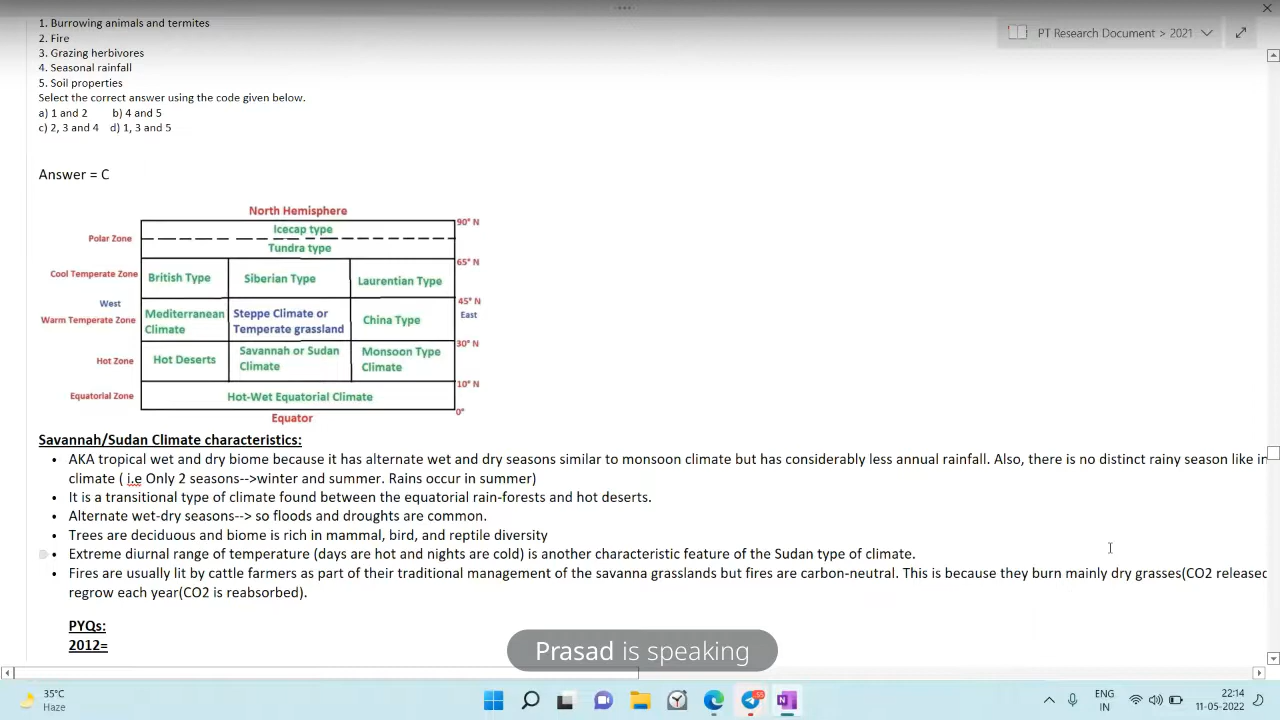 1. Burrowing animals and termites
2. Fire
3. Grazing herbivores
4. Seasonal rainfall
5. Soil properties
Select the correct answer using the code given below.
a) 1 and 2 b) 4 and 5
c) 2, 3 and 4 d) 1, 3 and 5
PT Research Document > 2021
Answer = C
North Hemisphere
90° N
Icecap type
Polar Zone
Tundra type
65° N
Cool Temperate Zone British Type Siberian Type Laurentian Type
West 45° N
East
Warm Temperate Zone Mediterranean Climate Steppe Climate or Temperate grassland China Type
30° N
Hot Zone Hot Deserts Savannah or Sudan Climate Monsoon Type Climate
10° N
Equatorial Zone Hot-Wet Equatorial Climate
0°
Equator
Savannah/Sudan Climate characteristics:
• AKA tropical wet and dry biome because it has alternate wet and dry seasons similar to monsoon climate but has considerably less annual rainfall. Also, there is no distinct rainy season like in
climate ( i.e Only 2 seasons-->winter and summer. Rains occur in summer)
• It is a transitional type of climate found between the equatorial rain-forests and hot deserts.
• Alternate wet-dry seasons--> so floods and droughts are common.
• Trees are deciduous and biome is rich in mammal, bird, and reptile diversity
• Extreme diurnal range of temperature (days are hot and nights are cold) is another characteristic feature of the Sudan type of climate.
• Fires are usually lit by cattle farmers as part of their traditional management of the savanna grasslands but fires are carbon-neutral. This is because they burn mainly dry grasses(CO2 released
regrow each year(CO2 is reabsorbed).
PYQs:
2012=
Prasad is speaking
35°C
Haze
ENG
IN
22:14
11-05-2022